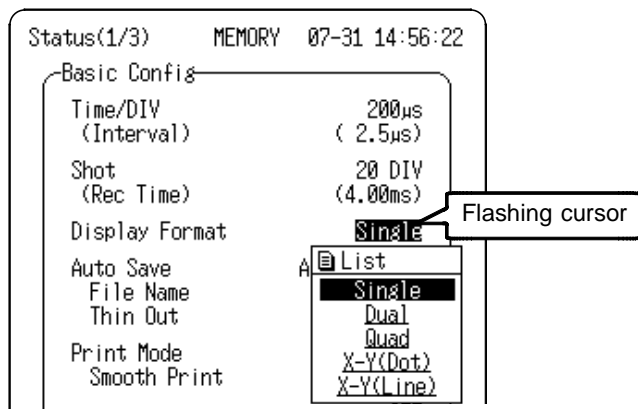 Status(1/3) MEMORY 07-31 14:56:22
Basic Config
Time/DIV 200µs
(Interval) ( 2.5µs)
Shot 20 DIV
(Rec Time) (4.00ms)
Display Format Single
Flashing cursor
Auto Save A
List
File Name
Single
Thin Out
Dual
Quad
Print Mode
X-Y(Dot)
Smooth Print
X-Y(Line)